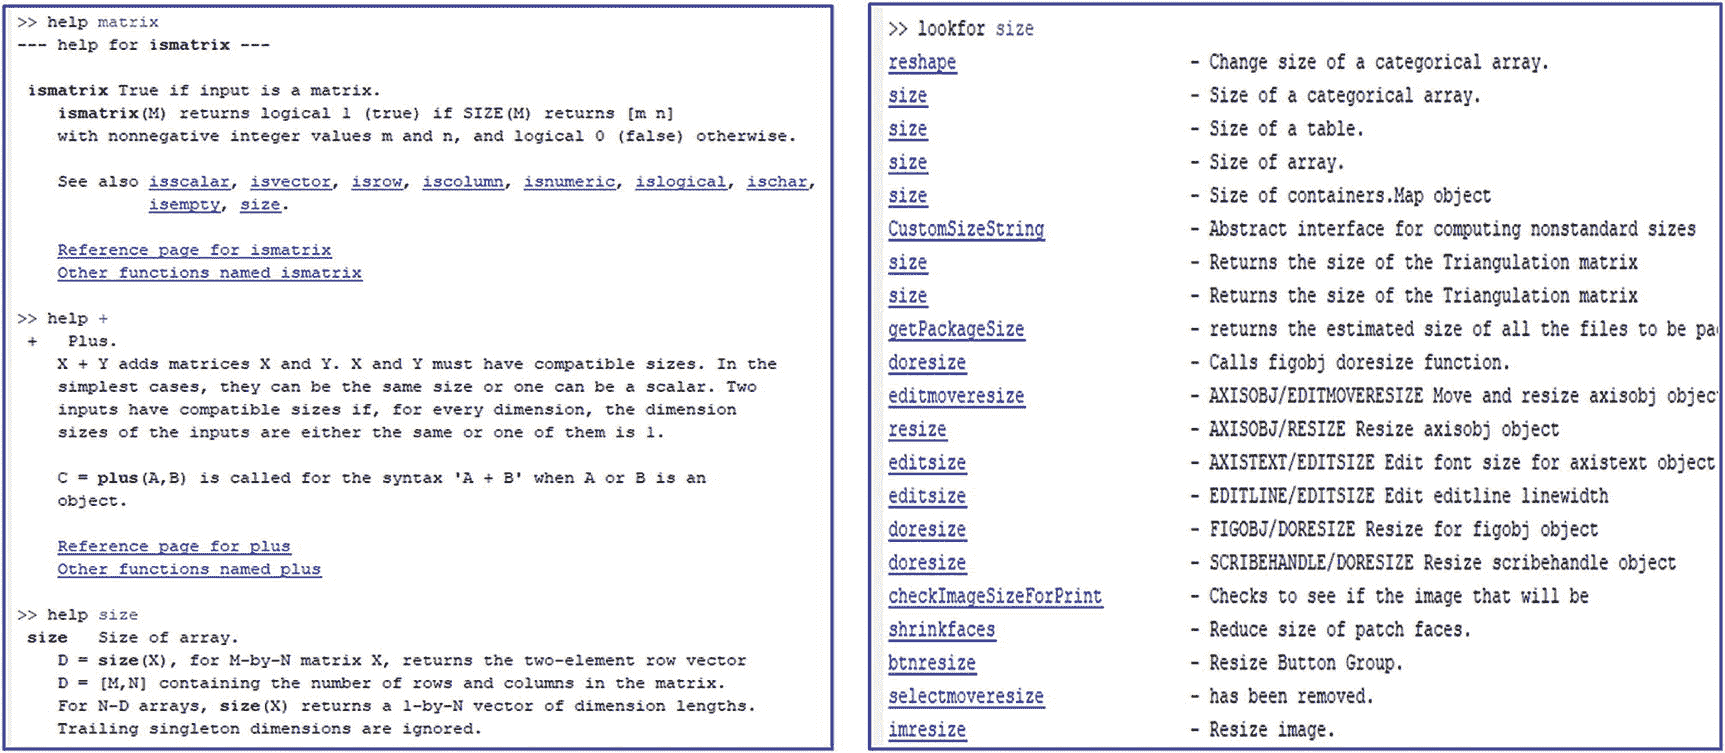 >> help matrix
--- help for ismatrix ---
ismatrix True if input is a matrix.
ismatrix(M) returns logical 1 (true) if SIZE(M) returns [m n]
with nonnegative integer values m and n, and logical 0 (false) otherwise.
See also isscalar, isvector, isrow, iscolumn, isnumeric, islogical, ischar,
isempty, size.
Reference page for ismatrix
Other functions named ismatrix
>> help +
+ Plus.
X + Y adds matrices X and Y. X and Y must have compatible sizes. In the
simplest cases, they can be the same size or one can be a scalar. Two
inputs have compatible sizes if, for every dimension, the dimension
sizes of the inputs are either the same or one of them is 1.
C = plus(A,B) is called for the syntax 'A + B' when A or B is an
object.
Reference page for plus
Other functions named plus
>> help size
size Size of array.
D = size(X), for M-by-N matrix X, returns the two-element row vector
D = [M,N] containing the number of rows and columns in the matrix.
For N-D arrays, size(X) returns a 1-by-N vector of dimension lengths.
Trailing singleton dimensions are ignored.
>> lookfor size
reshape - Change size of a categorical array.
size - Size of a categorical array.
size - Size of a table.
size - Size of array.
size - Size of containers.Map object
CustomSizeString - Abstract interface for computing nonstandard sizes
size - Returns the size of the Triangulation matrix
size - Returns the size of the Triangulation matrix
getPackageSize - returns the estimated size of all the files to be pa
doresize - Calls figobj doresize function.
editmoveresize - AXISOBJ/EDITMOVERESIZE Move and resize axisobj objec
resize - AXISOBJ/RESIZE Resize axisobj object
editsize - AXISTEXT/EDITSIZE Edit font size for axistext object
editsize - EDITLINE/EDITSIZE Edit editline linewidth
doresize - FIGOBJ/DORESIZE Resize for figobj object
doresize - SCRIBEHANDLE/DORESIZE Resize scribehandle object
checkImageSizeForPrint - Checks to see if the image that will be
shrinkfaces - Reduce size of patch faces.
btnresize - Resize Button Group.
selectmoveresize - has been removed.
imresize - Resize image.